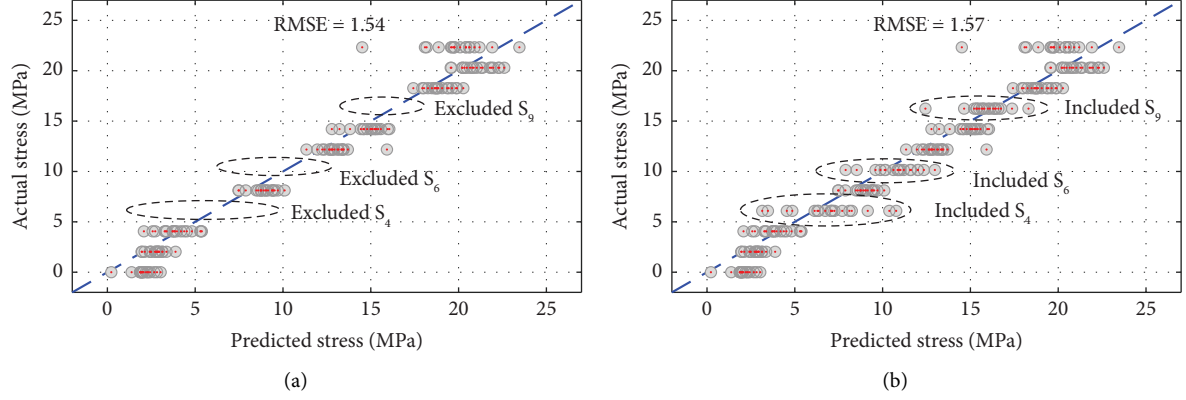 RMSE = 1.54
25
20
15
10
5
0
Actual stress (MPa)
Excluded S9
Excluded S6
Excluded S4
0 5 10 15 20 25
Predicted stress (MPa)
(a)
RMSE = 1.57
25
20
15
10
5
0
Actual stress (MPa)
Included S9
Included S6
Included S4
0 5 10 15 20 25
Predicted stress (MPa)
(b)